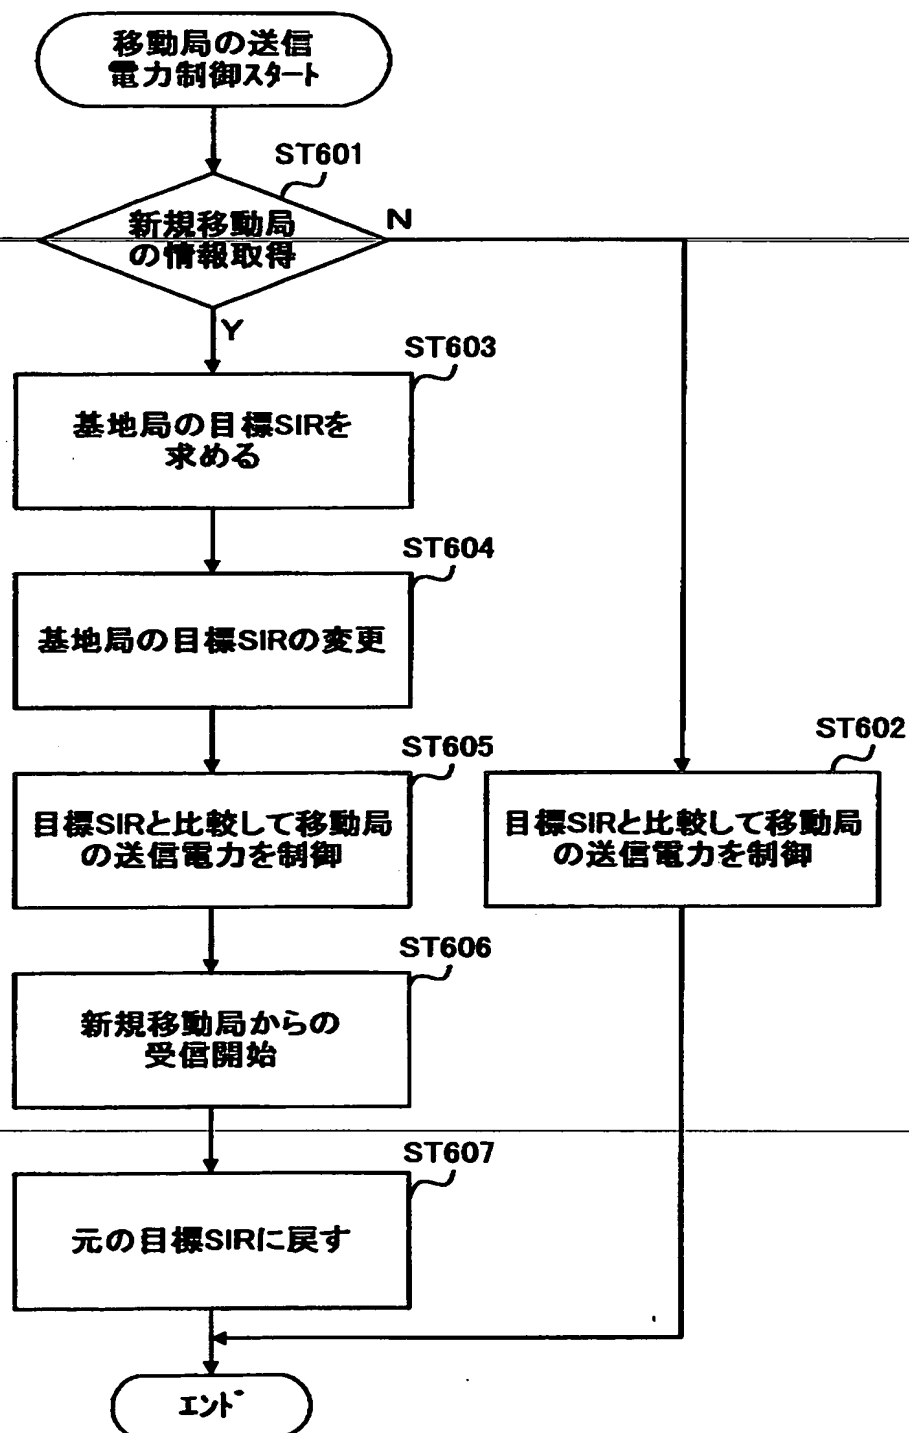 移動局の送信
電力制御スタート
ST601
新規移動局
の情報取得
N
Y
ST603
基地局の目標SIRを
求める
ST604
基地局の目標SIRの変更
ST605
目標SIRと比較して移動局
の送信電力を制御
ST602
目標SIRと比較して移動局
の送信電力を制御
ST606
新規移動局からの
受信開始
ST607
元の目標SIRに戻す
エンド